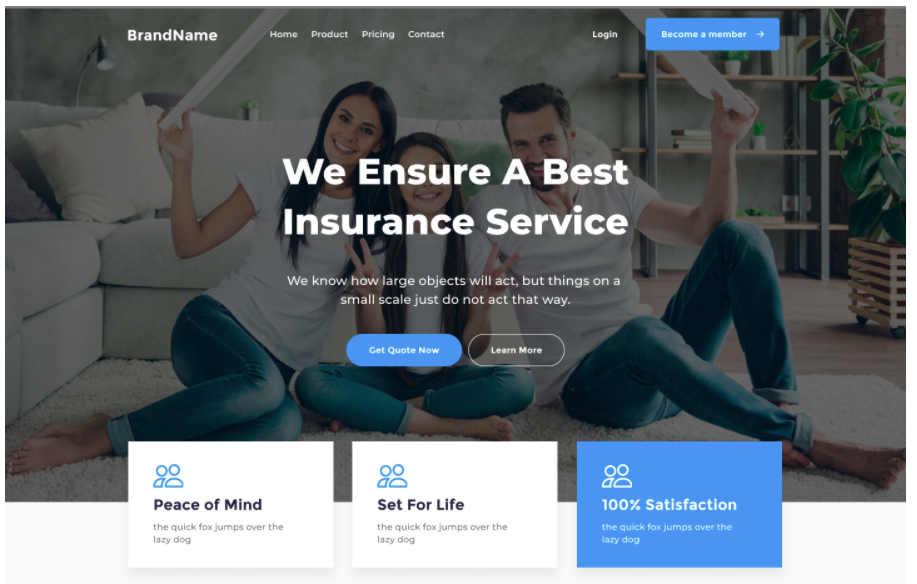 BrandName
Home Product Pricing Contact
Login
Become a member →
We Ensure A Best
Insurance Service
We know how large objects will act, but things on a
small scale just do not act that way.
Get Quote Now
Learn More
Peace of Mind
the quick fox jumps over the
lazy dog
Set For Life
the quick fox jumps over the
lazy dog
100% Satisfaction
the quick fox jumps over the
lazy dog